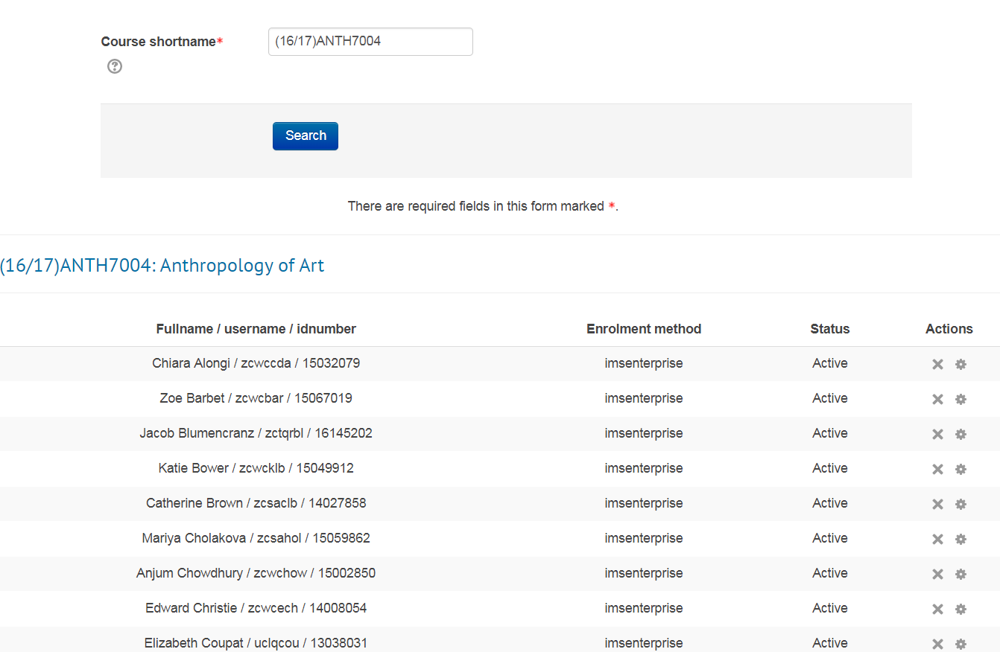 Course shortname* (16/17)ANTH7004
?
Search
There are required fields in this form marked *.
(16/17)ANTH7004: Anthropology of Art
Fullname / username / idnumber Enrolment method Status Actions
Chiara Alongi / zcwccda / 15032079 imsenterprise Active
Zoe Barbet / zcwcbar / 15067019 imsenterprise Active
Jacob Blumencranz / zctqrbl / 16145202 imsenterprise Active
Katie Bower / zcwcklb / 15049912 imsenterprise Active
Catherine Brown / zcsaclb / 14027858 imsenterprise Active
Mariya Cholakova / zcsahol / 15059862 imsenterprise Active
Anjum Chowdhury / zcwchow / 15002850 imsenterprise Active
Edward Christie / zcwcech / 14008054 imsenterprise Active
Elizabeth Coupat / uclqcou / 13038031 imsenterprise Active